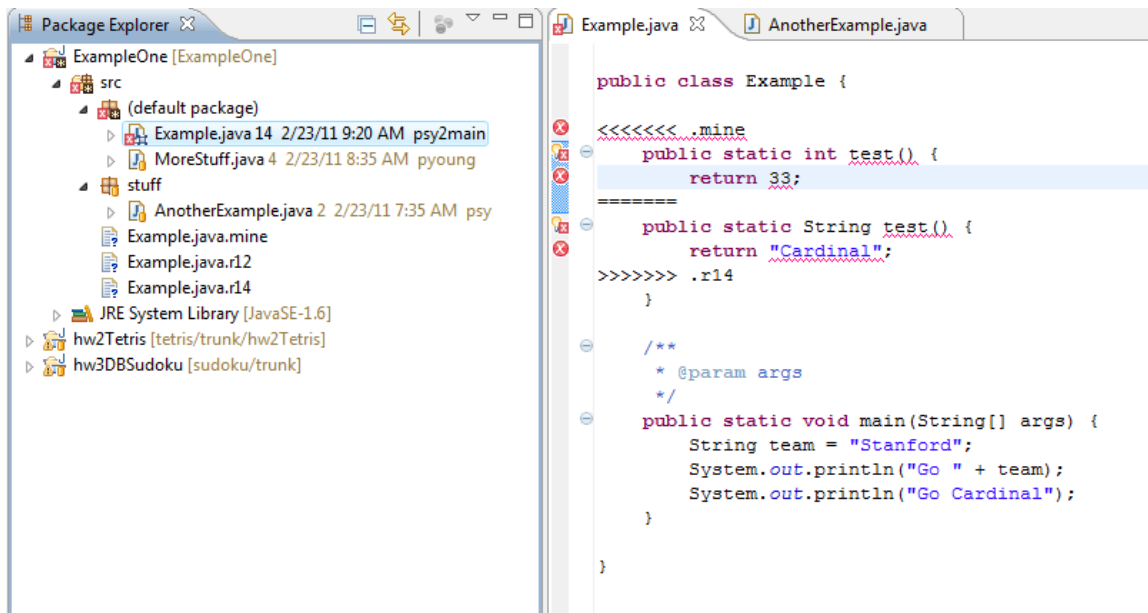 Package Explorer
ExampleOne [ExampleOne]
src
(default package)
Example.java 14 2/23/11 9:20 AM psy2main
MoreStuff.java 4 2/23/11 8:35 AM pyoung
stuff
AnotherExample.java 2 2/23/11 7:35 AM psy
Example.java.mine
Example.java.r12
Example.java.r14
JRE System Library [JavaSE-1.6]
hw2Tetris [tetris/trunk/hw2Tetris]
hw3DBSudoku [sudoku/trunk]
Example.java
AnotherExample.java
public class Example {
<<<<<<< .mine
public static int test() {
return 33;
=======
public static String test() {
return "Cardinal";
>>>>>>> .r14
}
/**
* @param args
*/
public static void main(String[] args) {
String team = "Stanford";
System.out.println("Go " + team);
System.out.println("Go Cardinal");
}
}